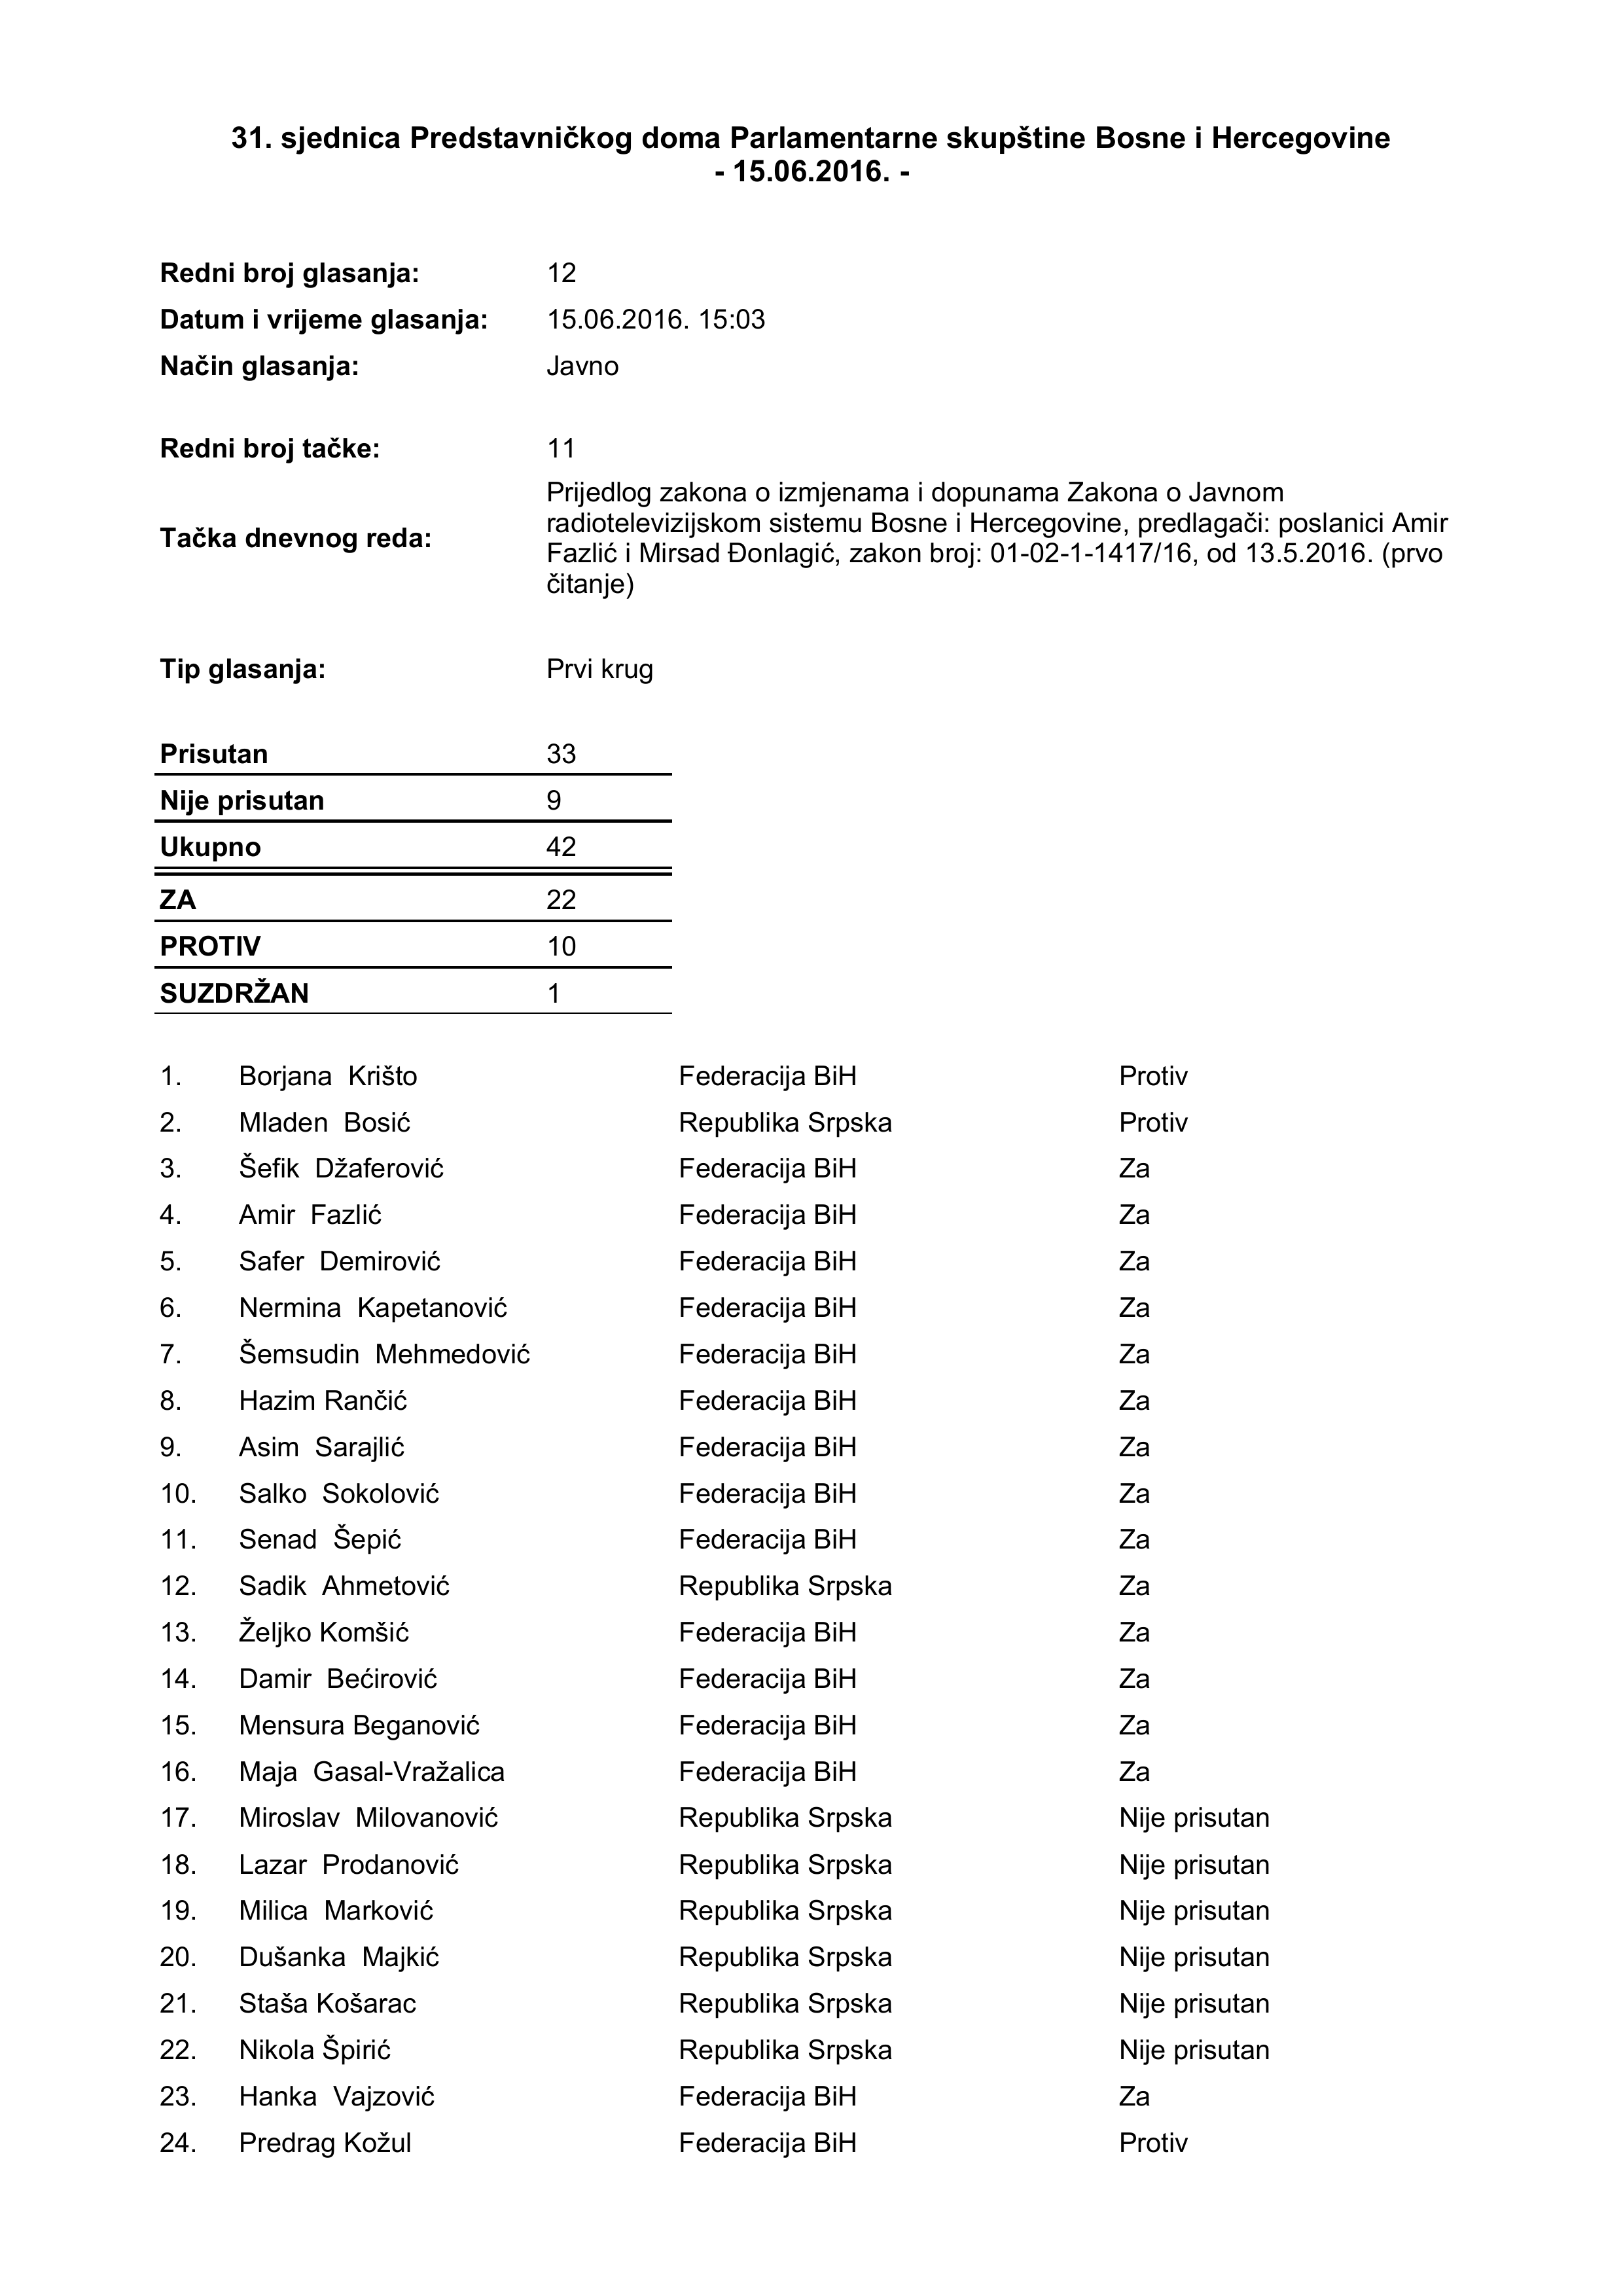 31. sjednica Predstavničkog doma Parlamentarne skupštine Bosne i Hercegovine
- 15.06.2016. -
Redni broj glasanja: 12
Datum i vrijeme glasanja: 15.06.2016. 15:03
Način glasanja: Javno
Redni broj tačke: 11
Tačka dnevnog reda: Prijedlog zakona o izmjenama i dopunama Zakona o Javnom
radiotelevizijskom sistemu Bosne i Hercegovine, predlagači: poslanici Amir
Fazlić i Mirsad Đonlagić, zakon broj: 01-02-1-1417/16, od 13.5.2016. (prvo
čitanje)
Tip glasanja: Prvi krug
Prisutan 33
Nije prisutan 9
Ukupno 42
ZA 22
PROTIV 10
SUZDRŽAN 1
1. Borjana Krišto Federacija BiH Protiv
2. Mladen Bosić Republika Srpska Protiv
3. Šefik Džaferović Federacija BiH Za
4. Amir Fazlić Federacija BiH Za
5. Safer Demirović Federacija BiH Za
6. Nermina Kapetanović Federacija BiH Za
7. Šemsudin Mehmedović Federacija BiH Za
8. Hazim Rančić Federacija BiH Za
9. Asim Sarajlić Federacija BiH Za
10. Salko Sokolović Federacija BiH Za
11. Senad Šepić Federacija BiH Za
12. Sadik Ahmetović Republika Srpska Za
13. Željko Komšić Federacija BiH Za
14. Damir Bećirović Federacija BiH Za
15. Mensura Beganović Federacija BiH Za
16. Maja Gasal-Vražalica Federacija BiH Za
17. Miroslav Milovanović Republika Srpska Nije prisutan
18. Lazar Prodanović Republika Srpska Nije prisutan
19. Milica Marković Republika Srpska Nije prisutan
20. Dušanka Majkić Republika Srpska Nije prisutan
21. Staša Košarac Republika Srpska Nije prisutan
22. Nikola Špirić Republika Srpska Nije prisutan
23. Hanka Vajzović Federacija BiH Za
24. Predrag Kožul Federacija BiH Protiv